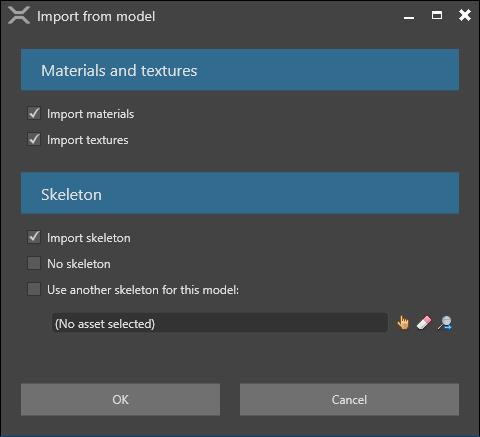 Import from model
Materials and textures
Import materials
Import textures
Skeleton
Import skeleton
No skeleton
Use another skeleton for this model:
(No asset selected)
OK
Cancel